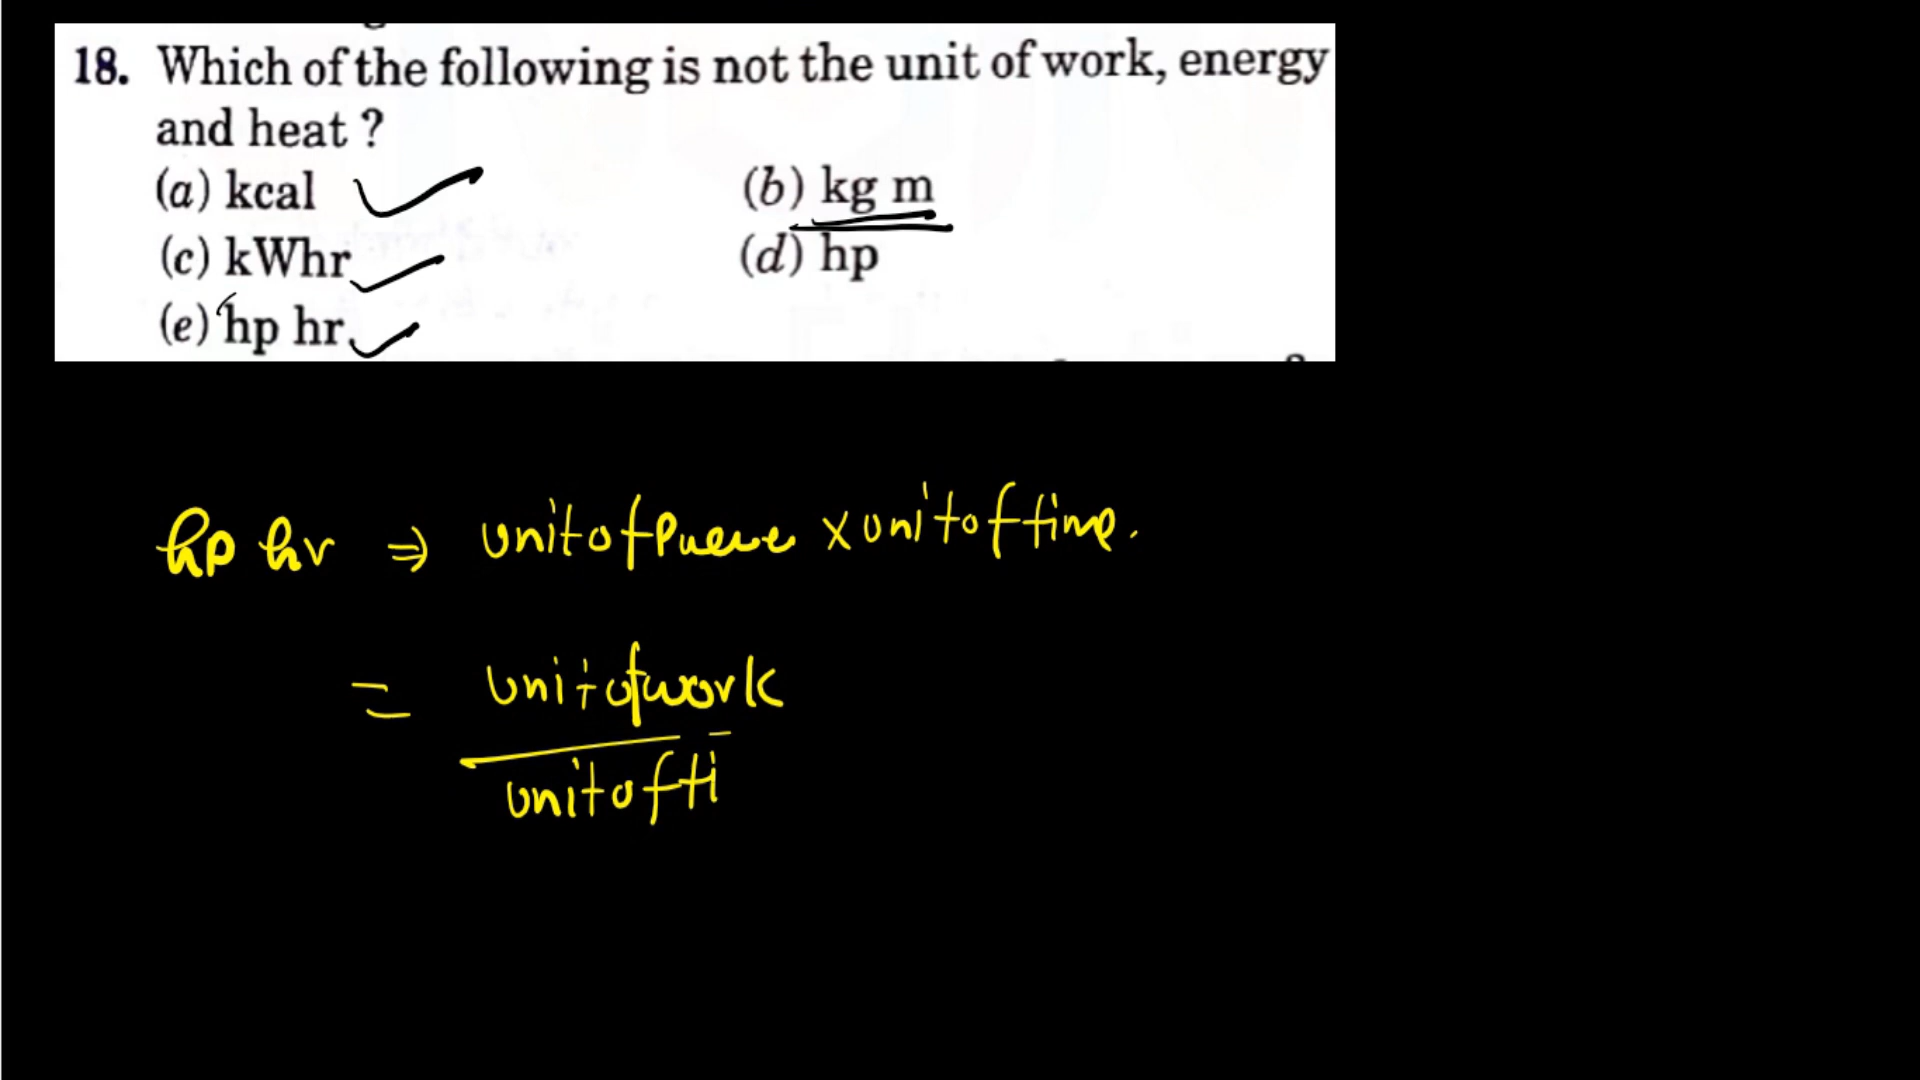 18. Which of the following is not the unit of work, energy
and heat ?
(a) kcal
(b) kg m
(c) kWhr
(d) hp
(e) hp hr
hp hr ⇒ unit of × unit of time.
= unit of work
unit of ti